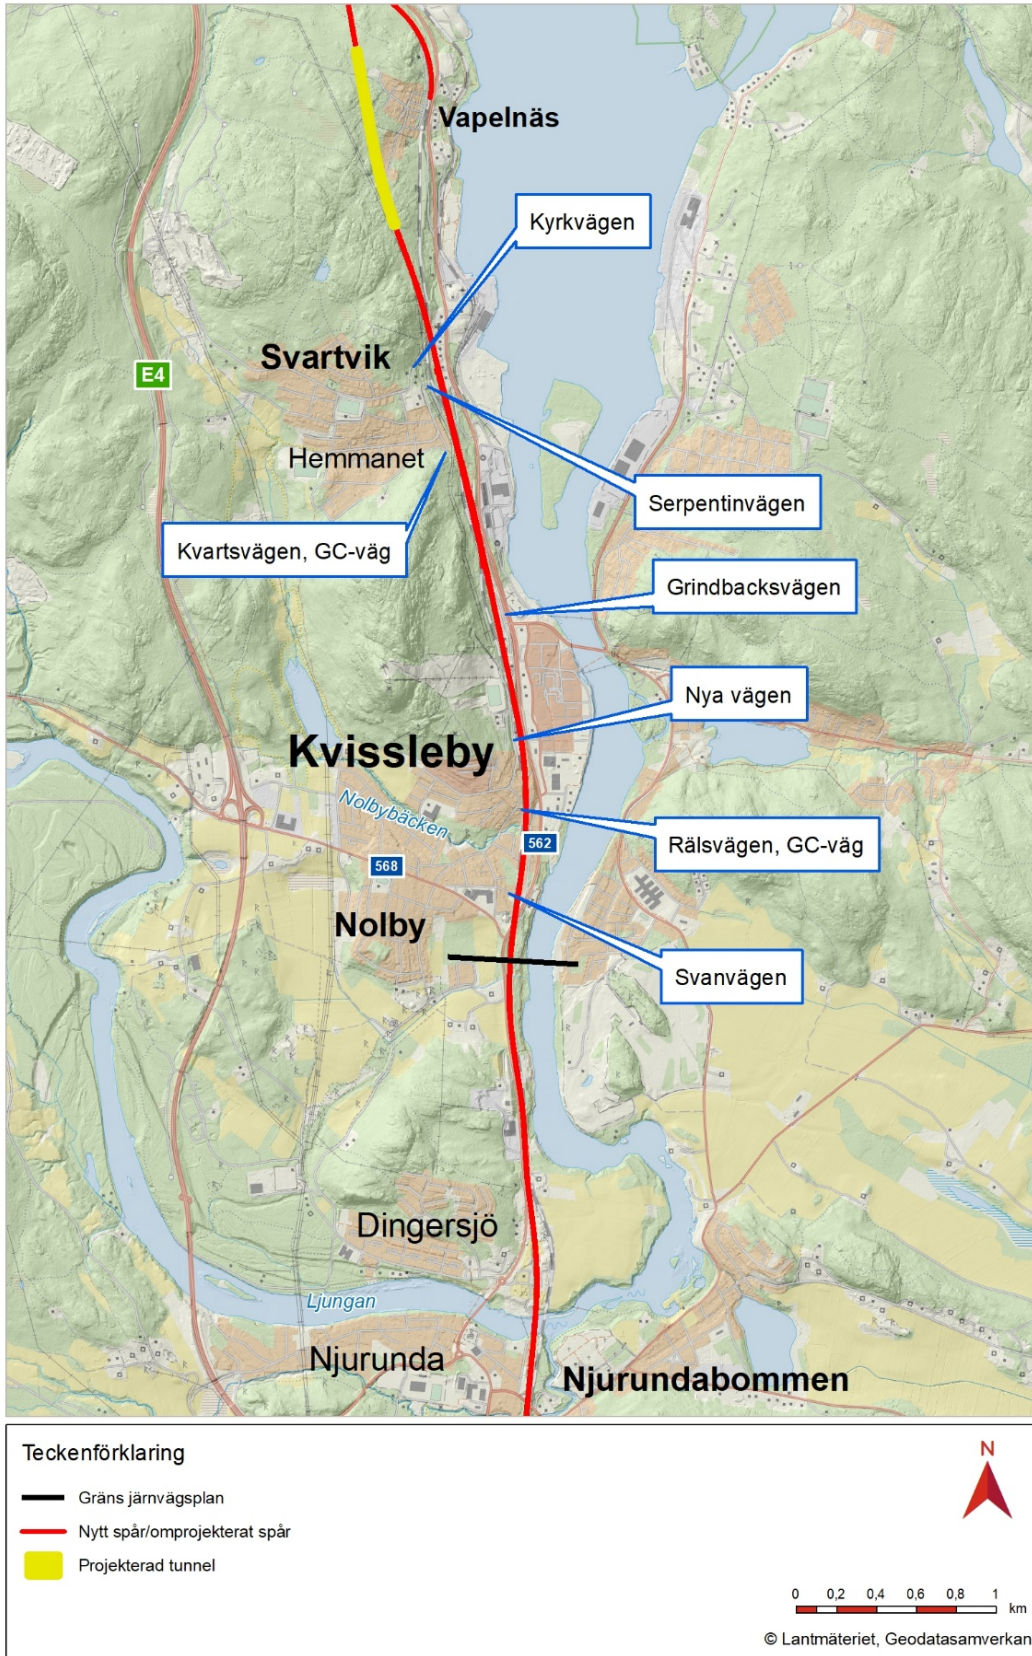 Vapelnäs
Kyrkvägen
Svartvik
E4
Hemmanet
Serpentinvägen
Kvartsvägen, GC-väg
Grindbacksvägen
Nya vägen
Kvissleby
Nolbybäcken
562
Rälsvägen, GC-väg
568
Nolby
Svanvägen
Dingersjö
Ljungan
Njurunda
Njurundabommen
Teckenförklaring
Gräns järnvägsplan
Nytt spår/omprojekterat spår
Projekterad tunnel
N
0 0,2 0,4 0,6 0,8 1
km
© Lantmäteriet, Geodatasamverkan